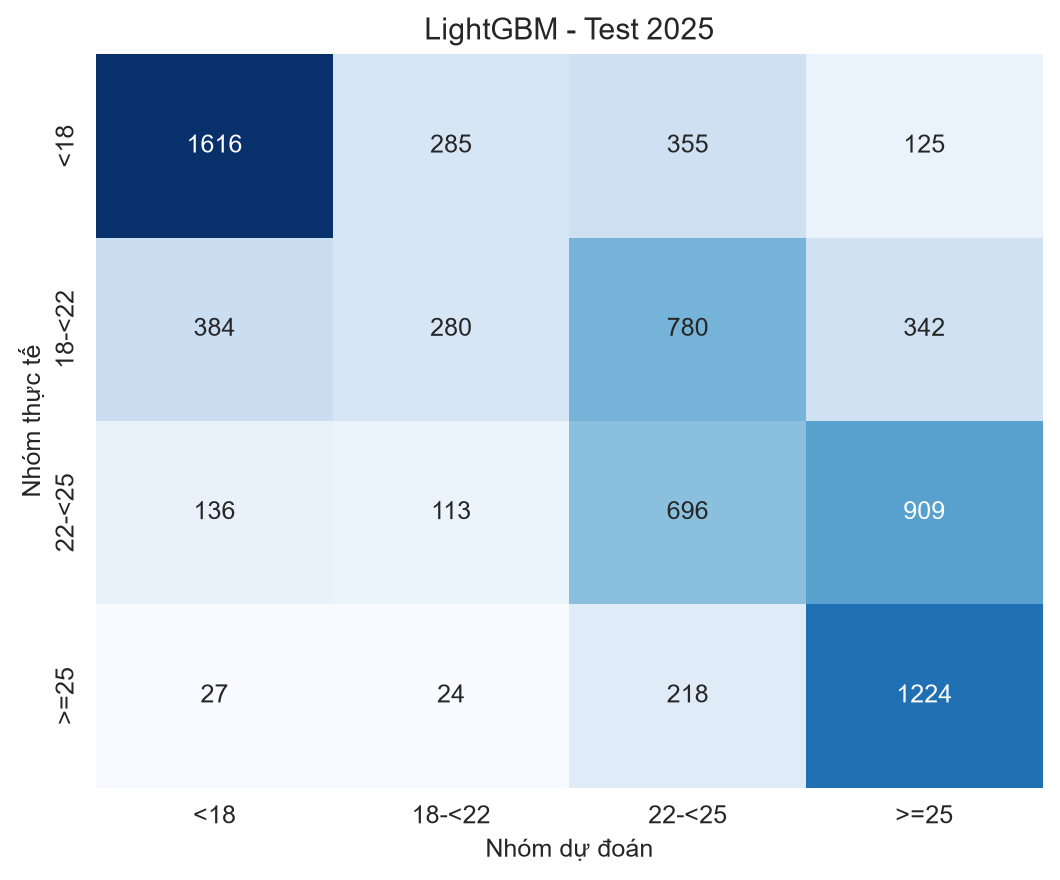 LightGBM - Test 2025
Nhóm thực tế
<18
1616 285 355 125
18-<22
384 280 780 342
22-<25
136 113 696 909
>=25
27 24 218 1224
<18 18-<22 22-<25 >=25
Nhóm dự đoán